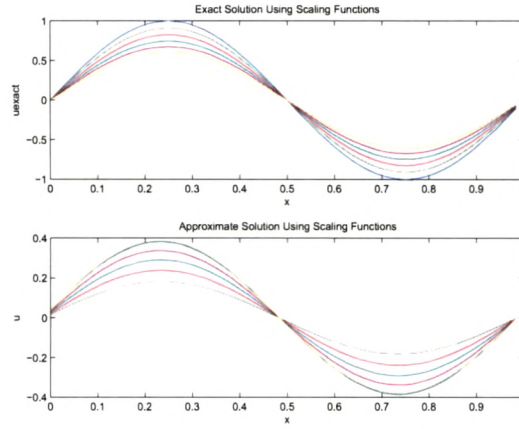 Exact Solution Using Scaling Functions
1
0.5
0
−0.5
−1
uexact
0 0.1 0.2 0.3 0.4 0.5 0.6 0.7 0.8 0.9
x
Approximate Solution Using Scaling Functions
0.4
0.2
0
−0.2
−0.4
u
0 0.1 0.2 0.3 0.4 0.5 0.6 0.7 0.8 0.9
x